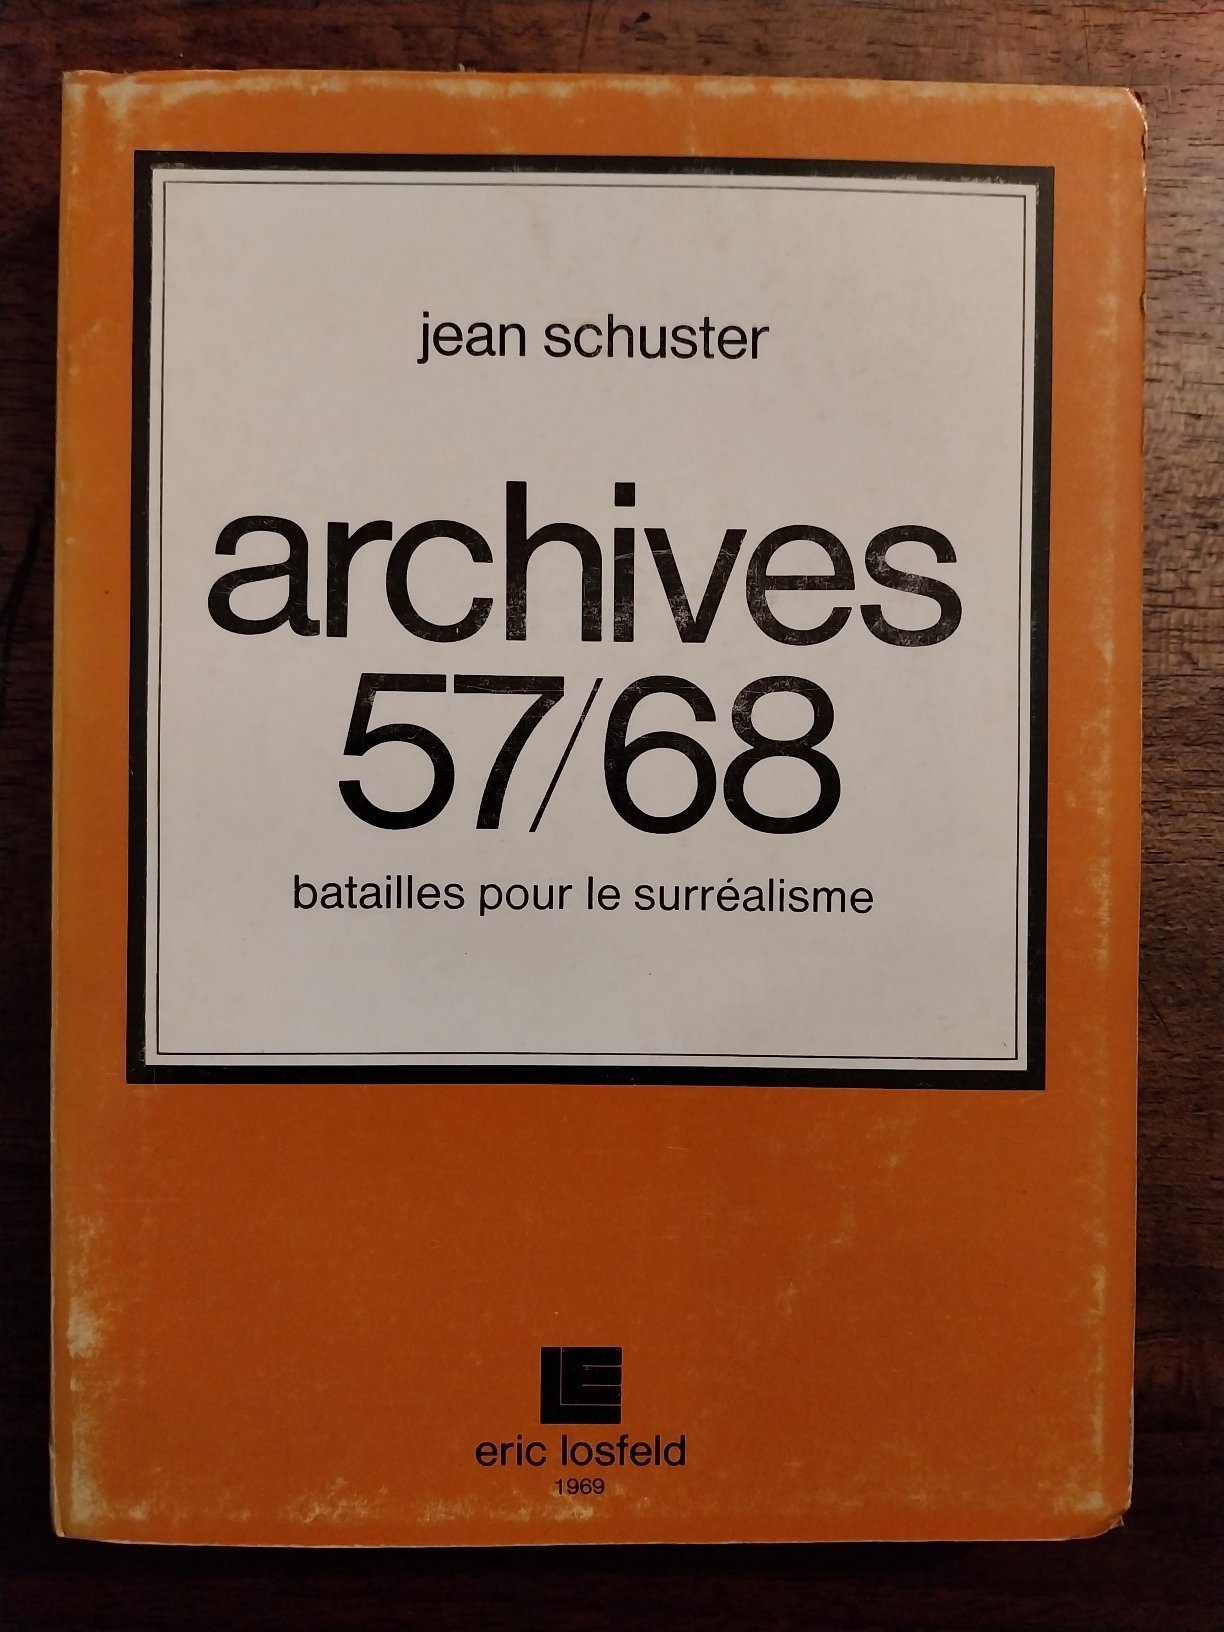 jean schuster
archives
57/68
batailles pour le surréalisme
LE
eric losfeld
1969